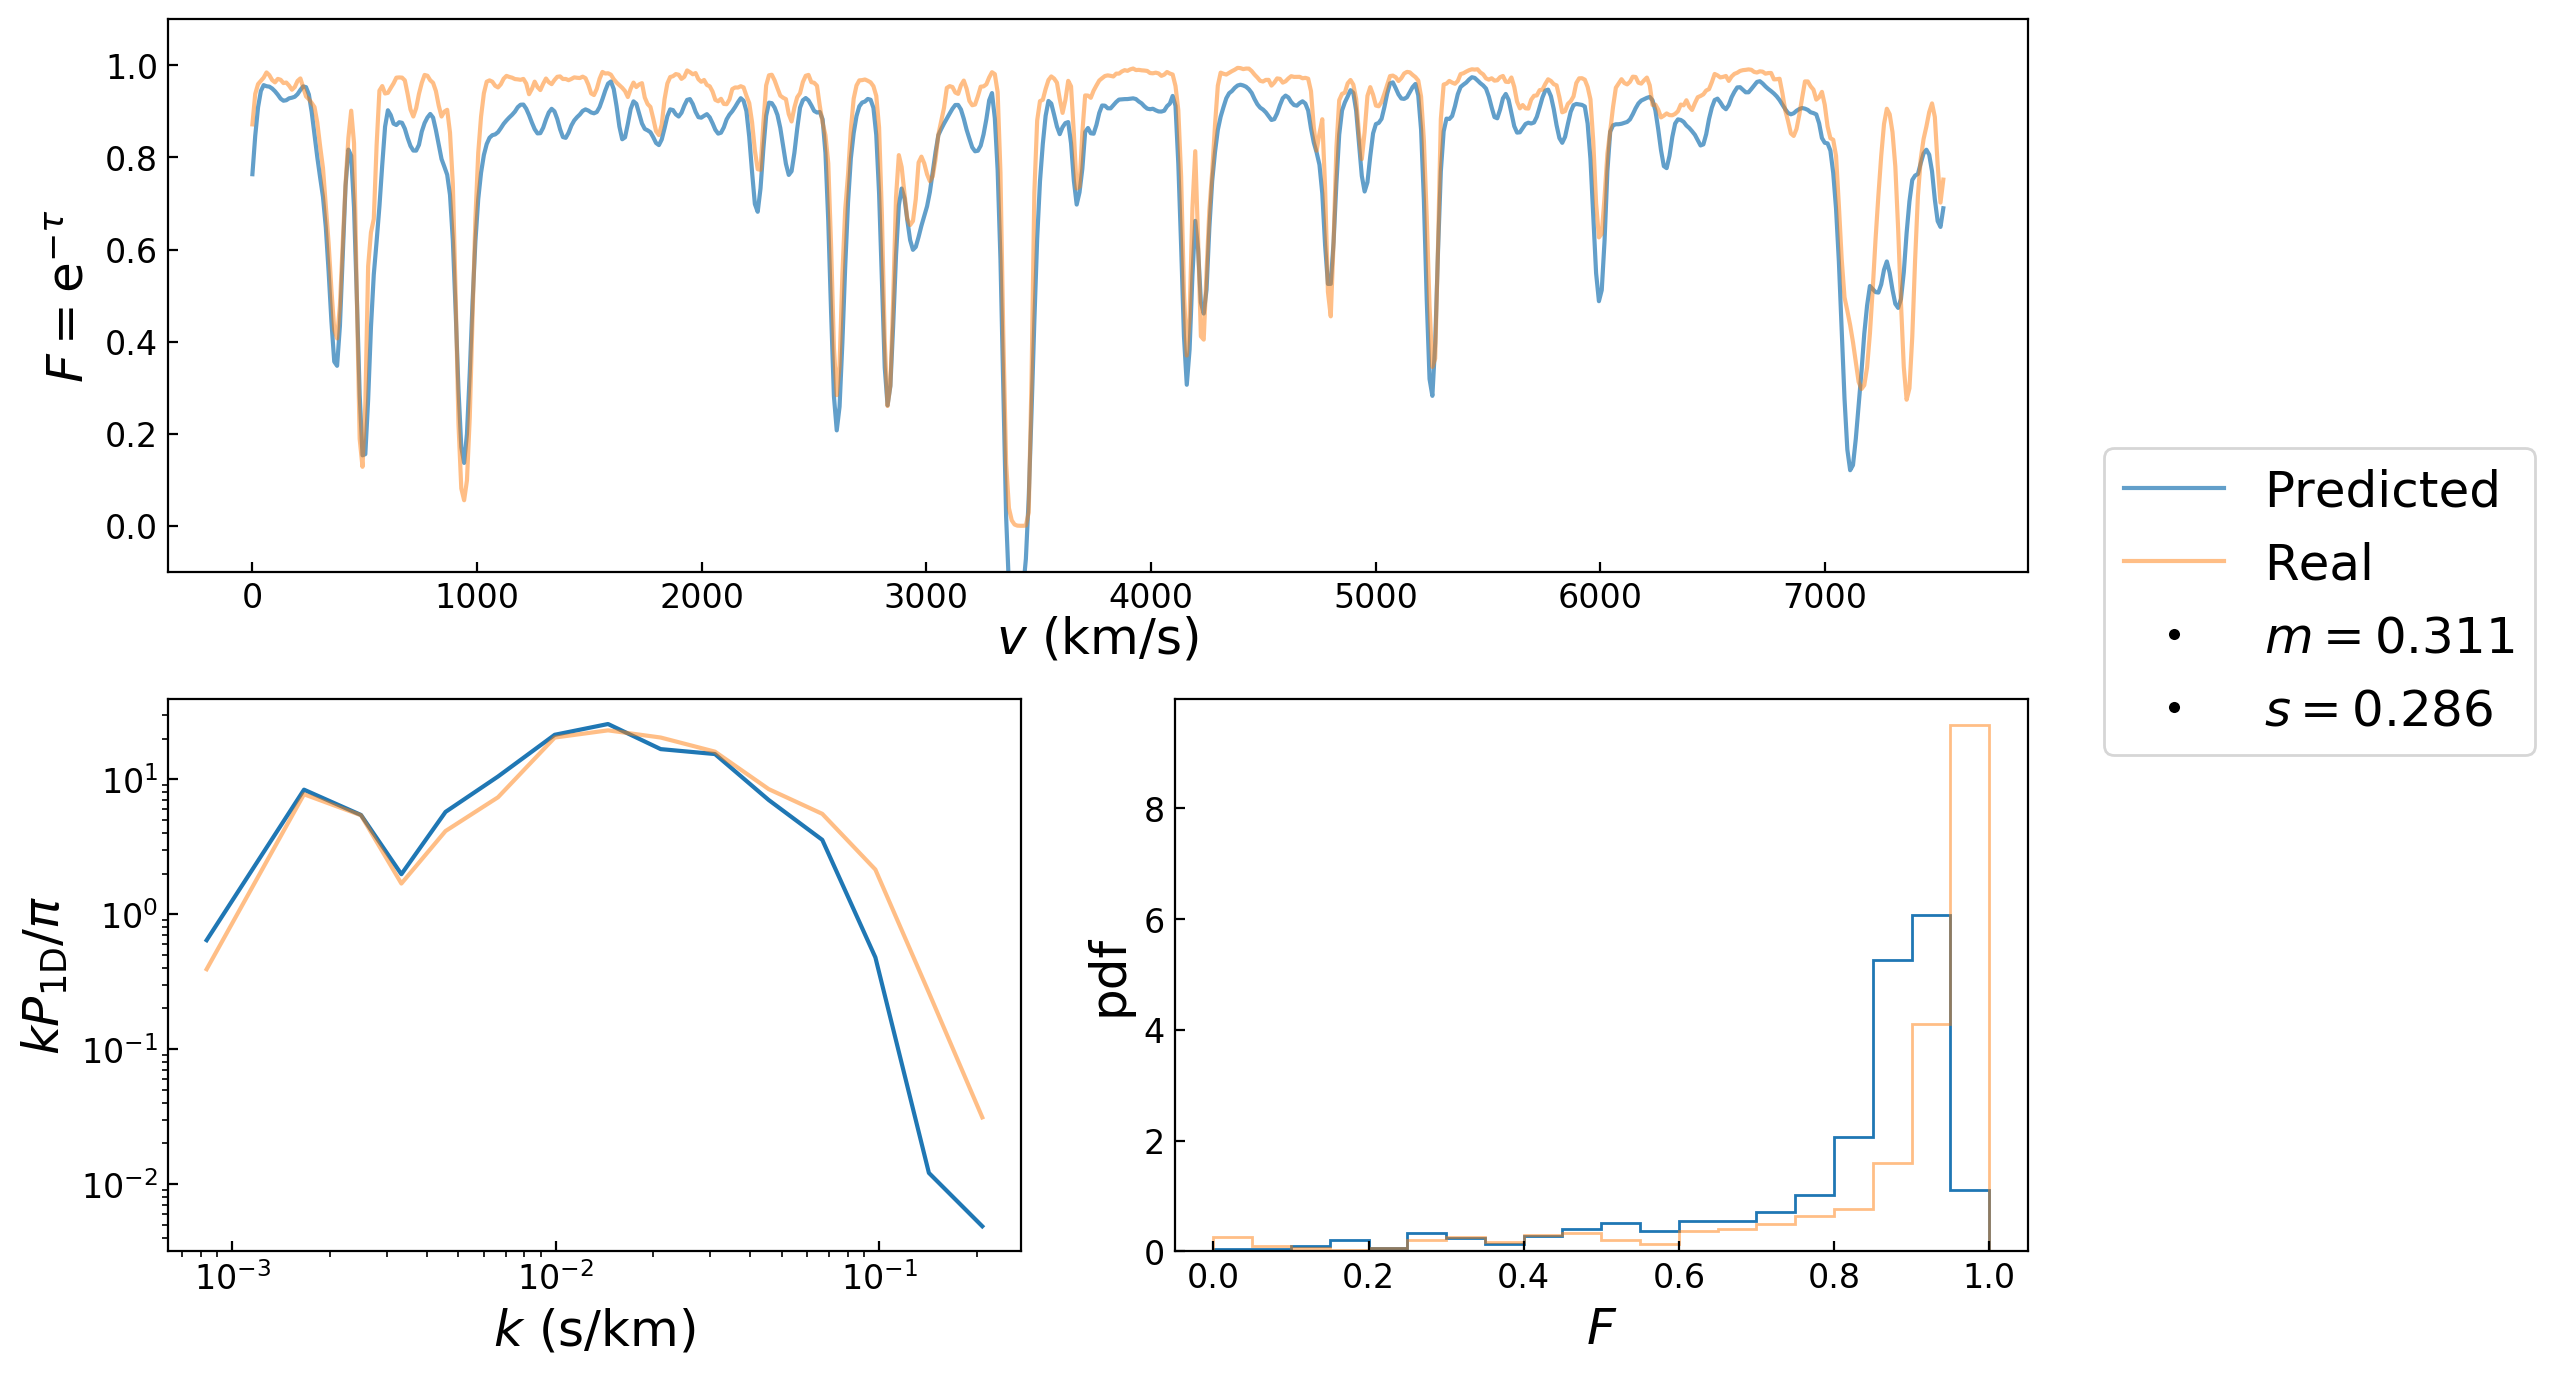 1.0
0.8
0.6
0.4
0.2
0.0
F = e^{-τ}
0 1000 2000 3000 4000 5000 6000 7000
v (km/s)
Predicted
Real
m = 0.311
s = 0.286
10^1
10^0
10^{-1}
10^{-2}
kP_{1D}/π
10^{-3} 10^{-2} 10^{-1}
k (s/km)
8
6
4
2
0
pdf
0.0 0.2 0.4 0.6 0.8 1.0
F